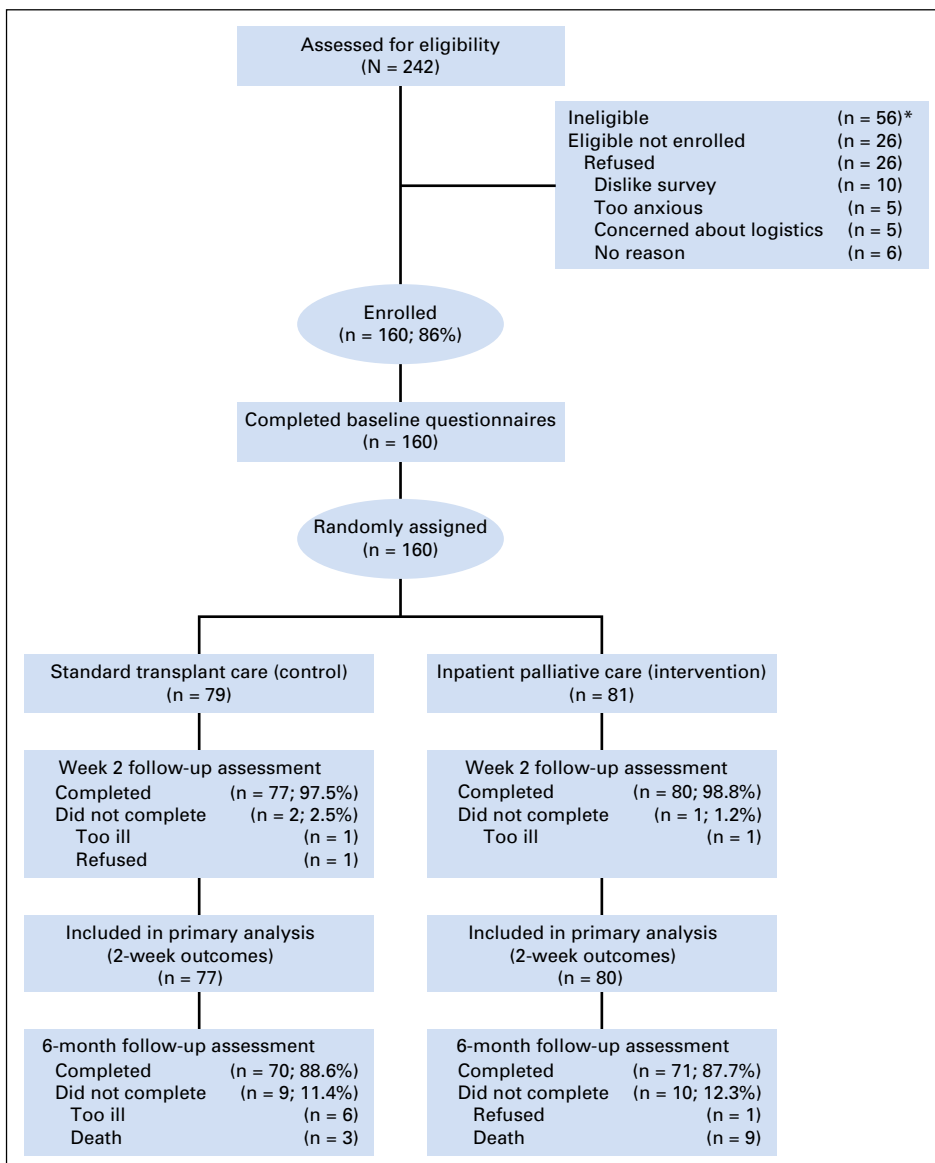 Assessed for eligibility
(N = 242)
Ineligible (n = 56)*
Eligible not enrolled (n = 26)
Refused (n = 26)
Dislike survey (n = 10)
Too anxious (n = 5)
Concerned about logistics (n = 5)
No reason (n = 6)
Enrolled
(n = 160; 86%)
Completed baseline questionnaires
(n = 160)
Randomly assigned
(n = 160)
Standard transplant care (control)
(n = 79)
Inpatient palliative care (intervention)
(n = 81)
Week 2 follow-up assessment
Completed (n = 77; 97.5%)
Did not complete (n = 2; 2.5%)
Too ill (n = 1)
Refused (n = 1)
Week 2 follow-up assessment
Completed (n = 80; 98.8%)
Did not complete (n = 1; 1.2%)
Too ill (n = 1)
Included in primary analysis
(2-week outcomes)
(n = 77)
Included in primary analysis
(2-week outcomes)
(n = 80)
6-month follow-up assessment
Completed (n = 70; 88.6%)
Did not complete (n = 9; 11.4%)
Too ill (n = 6)
Death (n = 3)
6-month follow-up assessment
Completed (n = 71; 87.7%)
Did not complete (n = 10; 12.3%)
Refused (n = 1)
Death (n = 9)